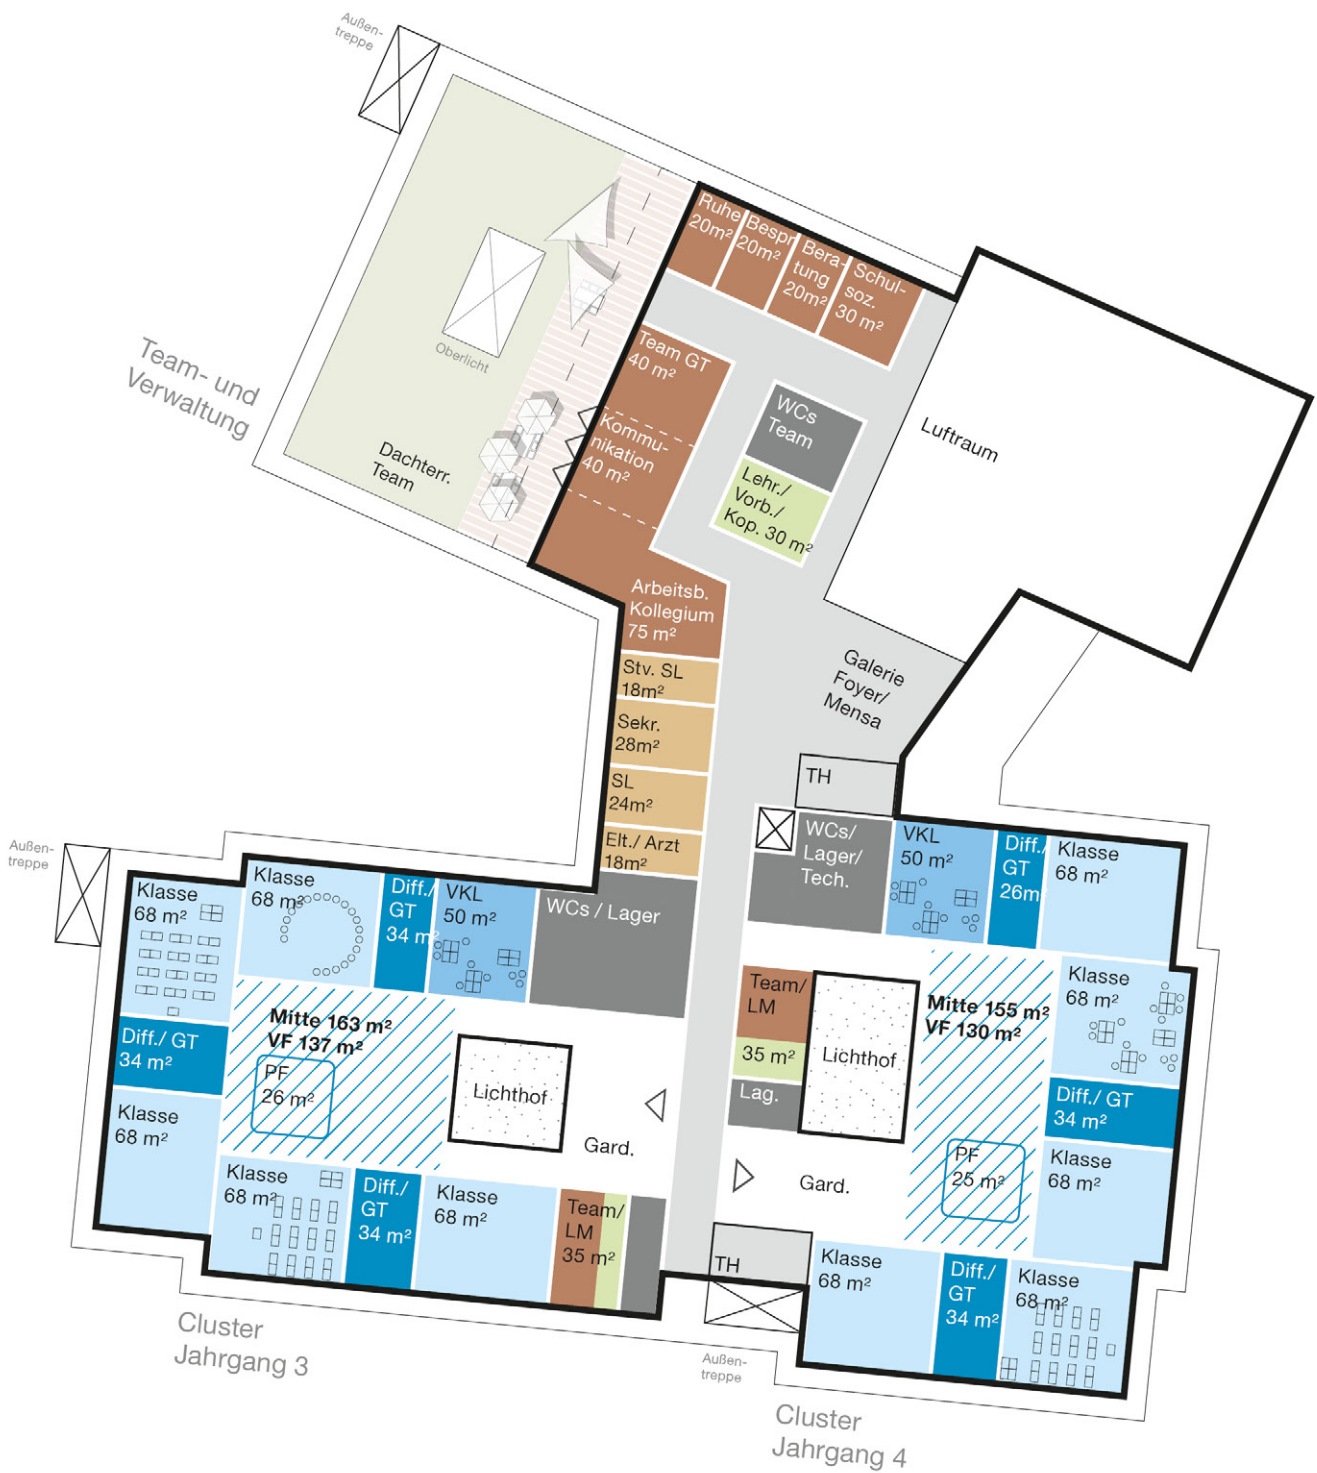 Außen-
treppe
Ruhe
20m²
Bespr
20m²
Bera-
tung
20m²
Schul-
soz.
30 m²
Team GT
40 m²
Kommu-
nikation
40 m²
WCs
Team
Lehr./
Vorb./
Kop. 30 m²
Luftraum
Oberlicht
Team- und
Verwaltung
Dachterr.
Team
Arbeitsb.
Kollegium
75 m²
Stv. SL
18m²
Sekr.
28m²
SL
24m²
Elt./ Arzt
18m²
Galerie
Foyer/
Mensa
TH
Außen-
treppe
Klasse
68 m²
Klasse
68 m²
Diff./
GT
34 m²
VKL
50 m²
WCs / Lager
Diff./ GT
34 m²
Klasse
68 m²
Mitte 163 m²
VF 137 m²
PF
26 m²
Lichthof
Gard.
Klasse
68 m²
Diff./
GT
34 m²
Klasse
68 m²
Team/
LM
35 m²
Cluster
Jahrgang 3
WCs/
Lager/
Tech.
VKL
50 m²
Diff./
GT
26m
Klasse
68 m²
Team/
LM
35 m²
Lag.
Lichthof
Mitte 155 m²
VF 130 m²
Klasse
68 m²
Diff./ GT
34 m²
PF
25 m²
Klasse
68 m²
Gard.
TH
Klasse
68 m²
Diff./
GT
34 m²
Klasse
68 m²
Außen-
treppe
Cluster
Jahrgang 4